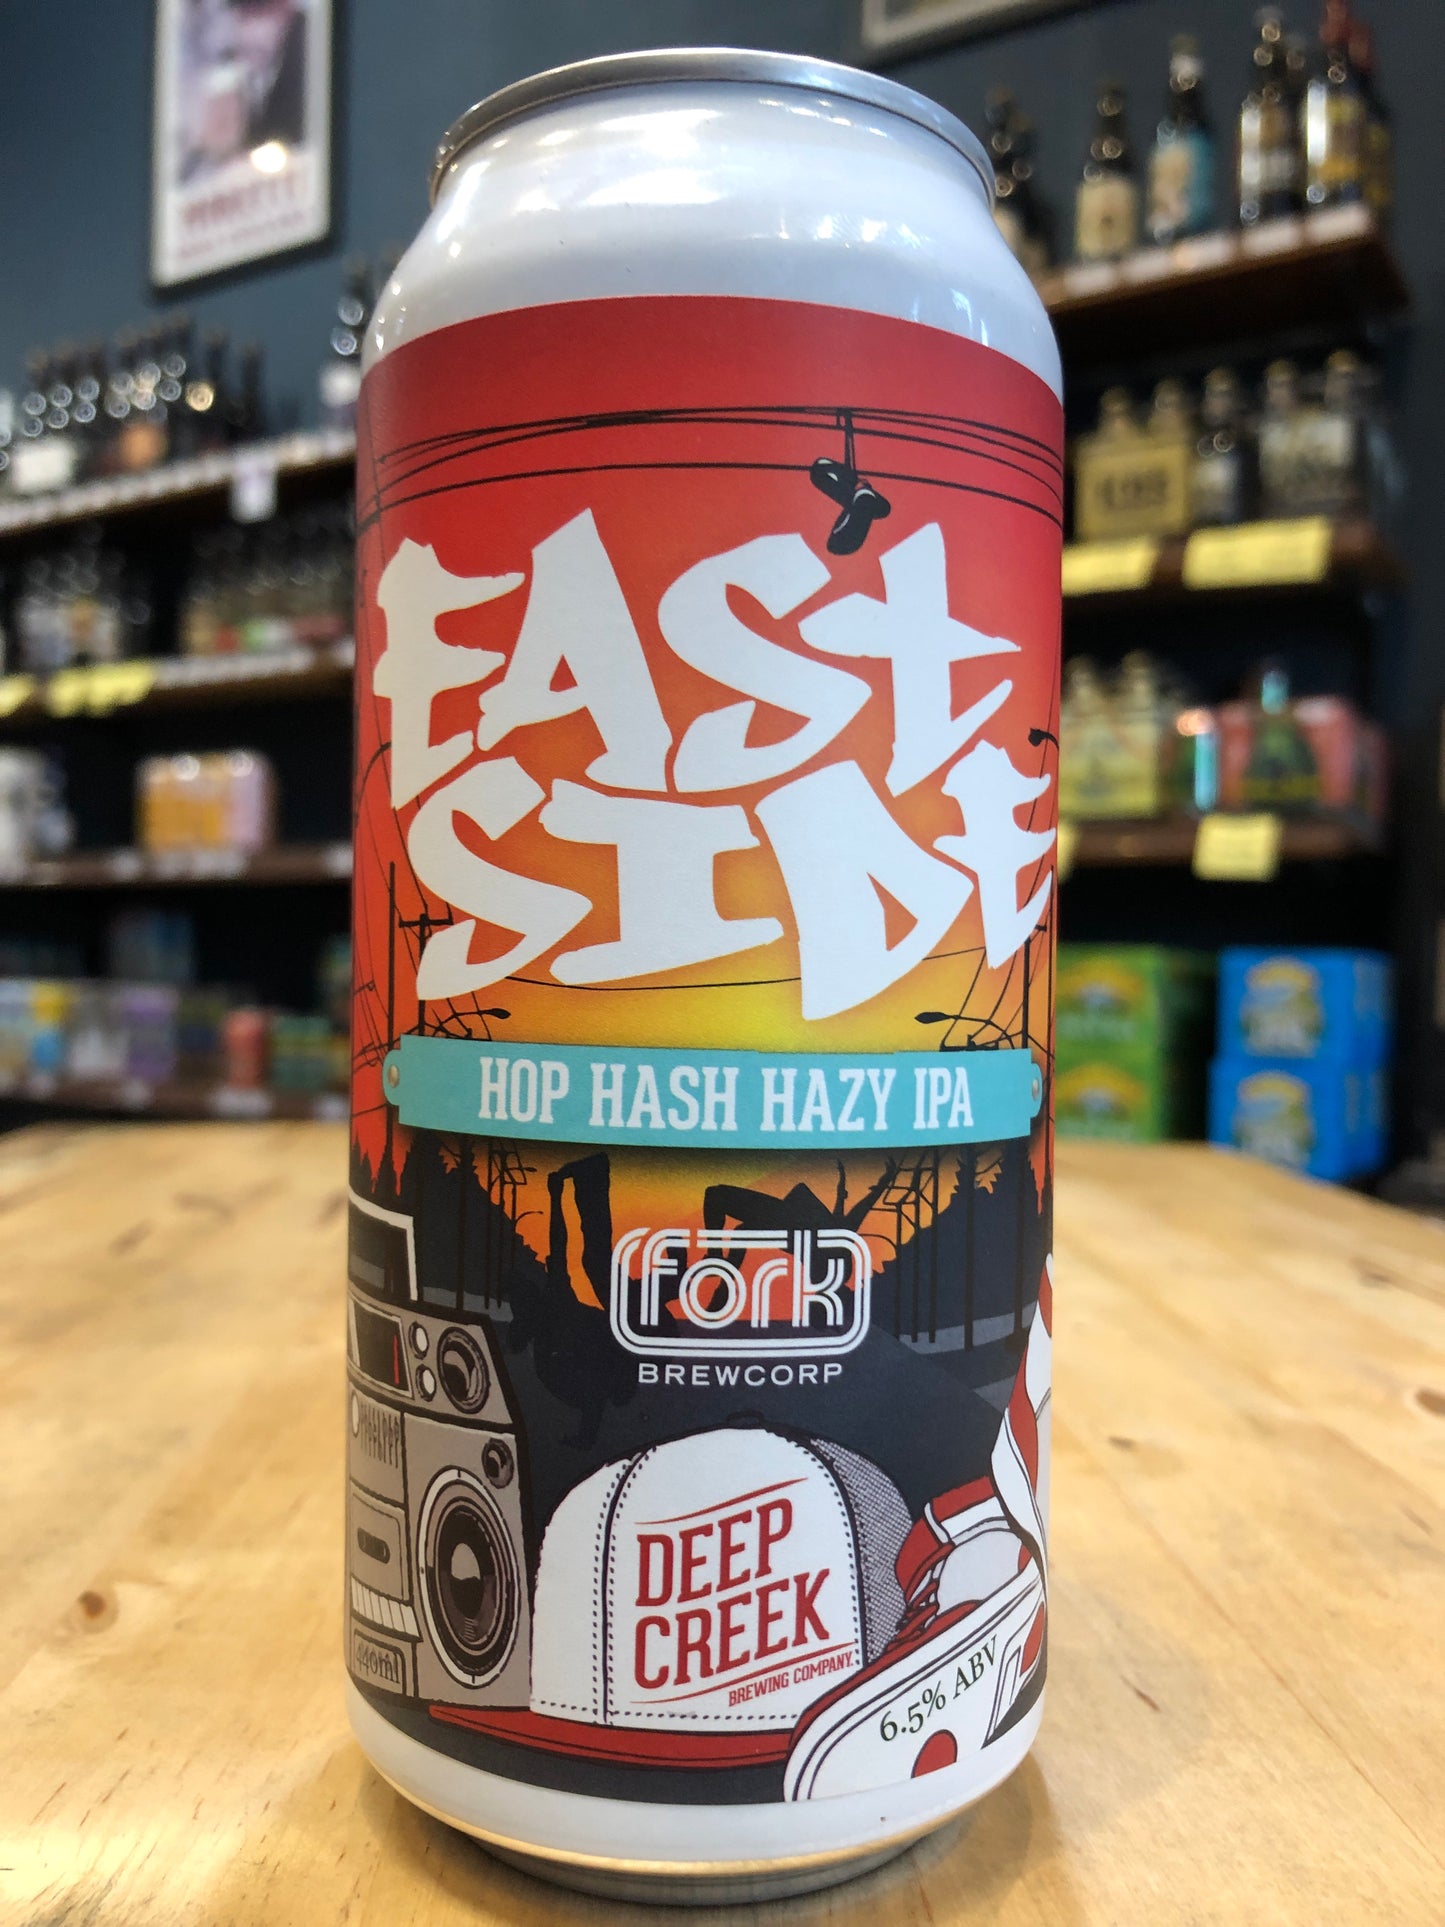 EASt
SIDE
HOP HASH HAZY IPA
fork
BREWCORP
DEEP
CREEK
BREWING COMPANY.
440ml
6.5% ABV